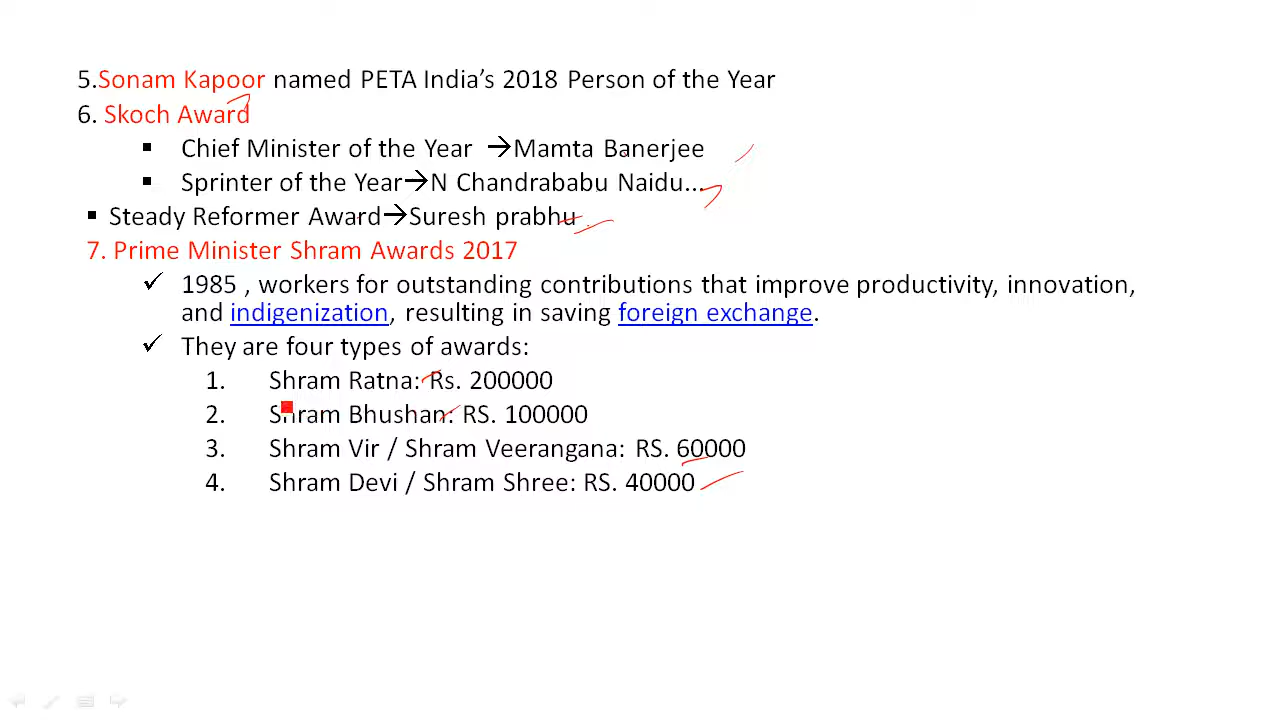 5.Sonam Kapoor named PETA India's 2018 Person of the Year
6. Skoch Award
▪ Chief Minister of the Year →Mamta Banerjee
▪ Sprinter of the Year→N Chandrababu Naidu...
▪ Steady Reformer Award→Suresh prabhu
7. Prime Minister Shram Awards 2017
✓ 1985 , workers for outstanding contributions that improve productivity, innovation,
and indigenization, resulting in saving foreign exchange.
✓ They are four types of awards:
1. Shram Ratna: Rs. 200000
2. Shram Bhushan: RS. 100000
3. Shram Vir / Shram Veerangana: RS. 60000
4. Shram Devi / Shram Shree: RS. 40000